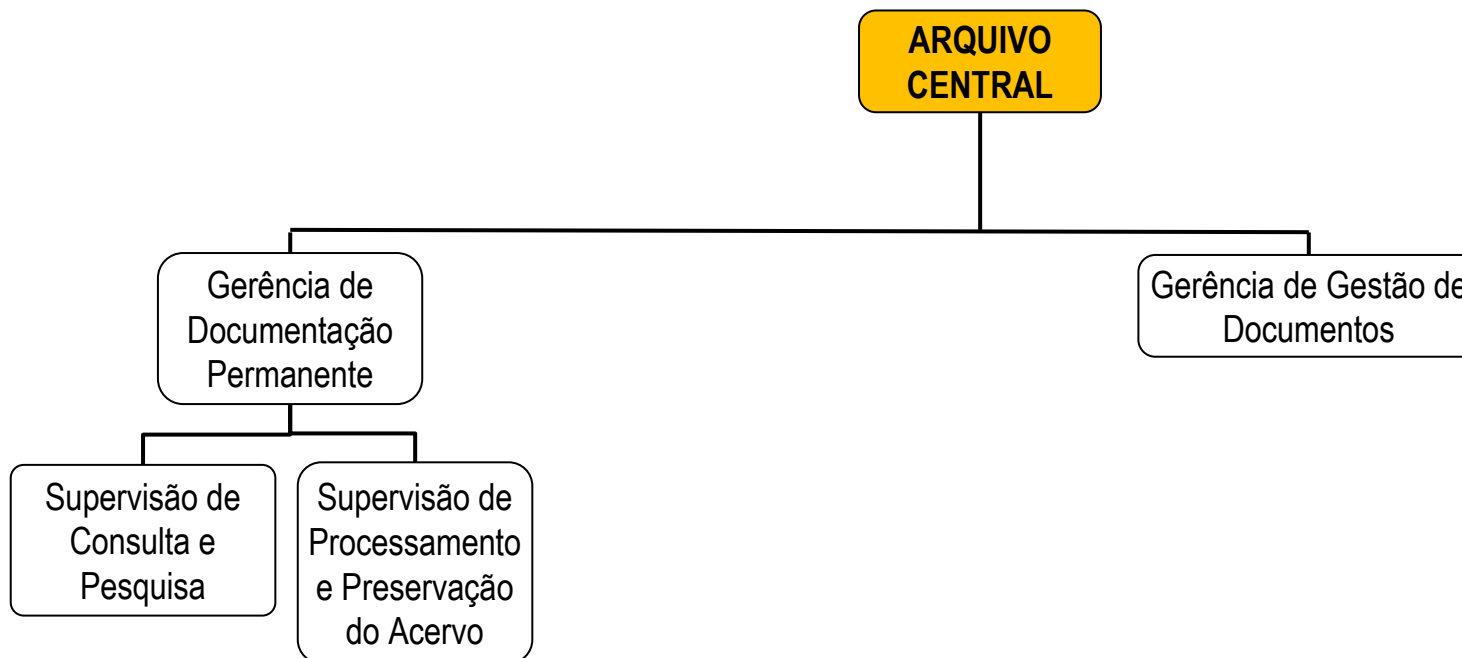 ARQUIVO
CENTRAL
Gerência de
Documentação
Permanente
Gerência de Gestão de
Documentos
Supervisão de
Consulta e
Pesquisa
Supervisão de
Processamento
e Preservação
do Acervo